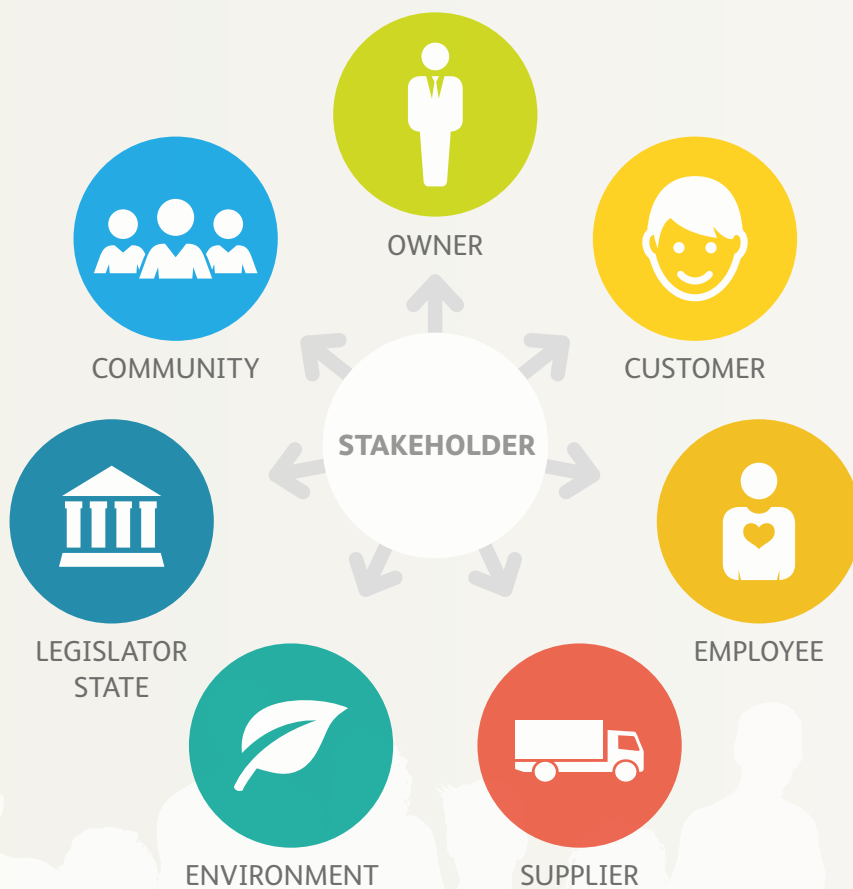 OWNER
COMMUNITY
CUSTOMER
STAKEHOLDER
LEGISLATOR
STATE
EMPLOYEE
ENVIRONMENT
SUPPLIER